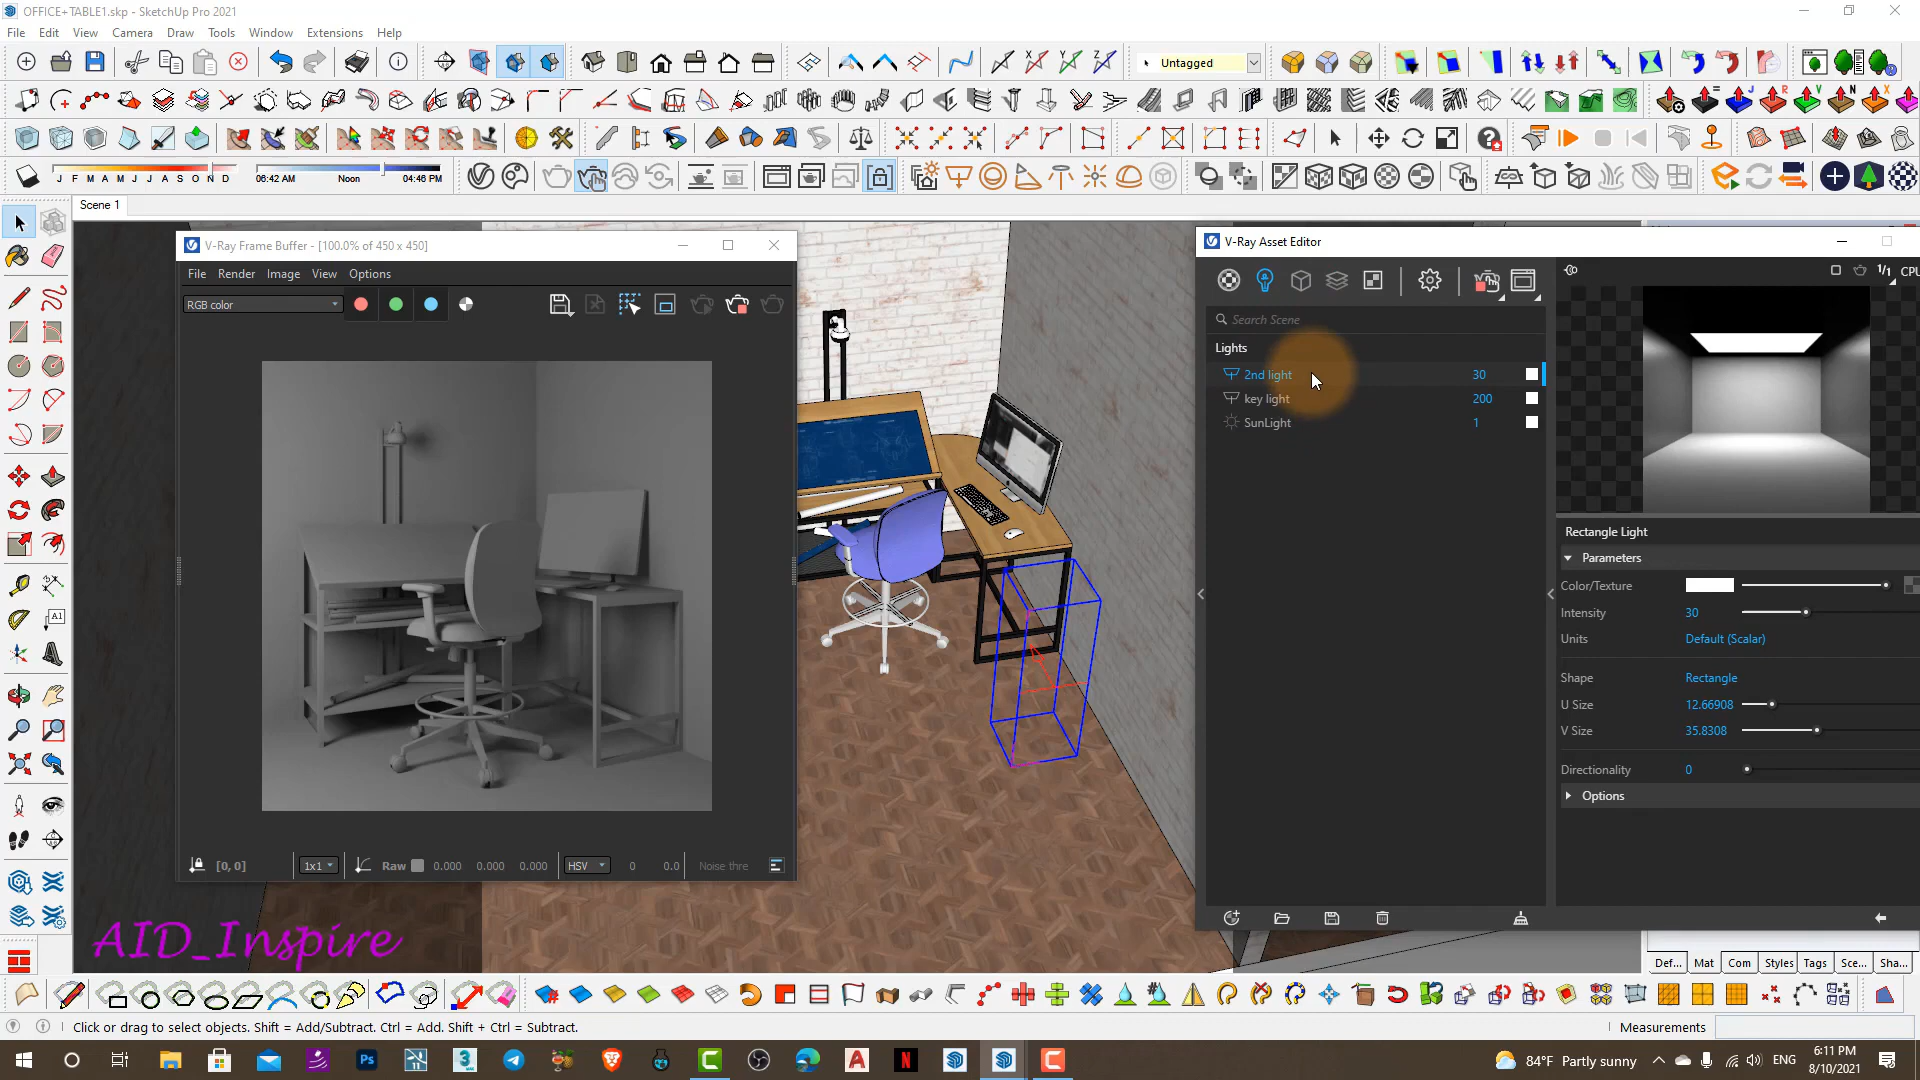 OFFICE+TABLE1.skp - SketchUp Pro 2021
File Edit View Camera Draw Tools Window Extensions Help
Untagged
J F M A M J J A S O N D
06:42 AM Noon 04:46 PM
Scene 1
V-Ray Frame Buffer - [100.0% of 450 x 450]
File Render Image View Options
RGB color
[0, 0]
1x1
Raw
0.000 0.000 0.000
HSV
0 0.0
Noise thre
V-Ray Asset Editor
1/1 CPU
Search Scene
Lights
2nd light 30
key light 200
SunLight 1
Rectangle Light
Parameters
Color/Texture
Intensity 30
Units Default (Scalar)
Shape Rectangle
U Size 12.66908
V Size 35.8308
Directionality 0
Options
AID_Inspire
Def... Mat Com Styles Tags Sce... Sha...
Click or drag to select objects. Shift = Add/Subtract. Ctrl = Add. Shift + Ctrl = Subtract.
Measurements
84°F Partly sunny
ENG
6:11 PM
8/10/2021